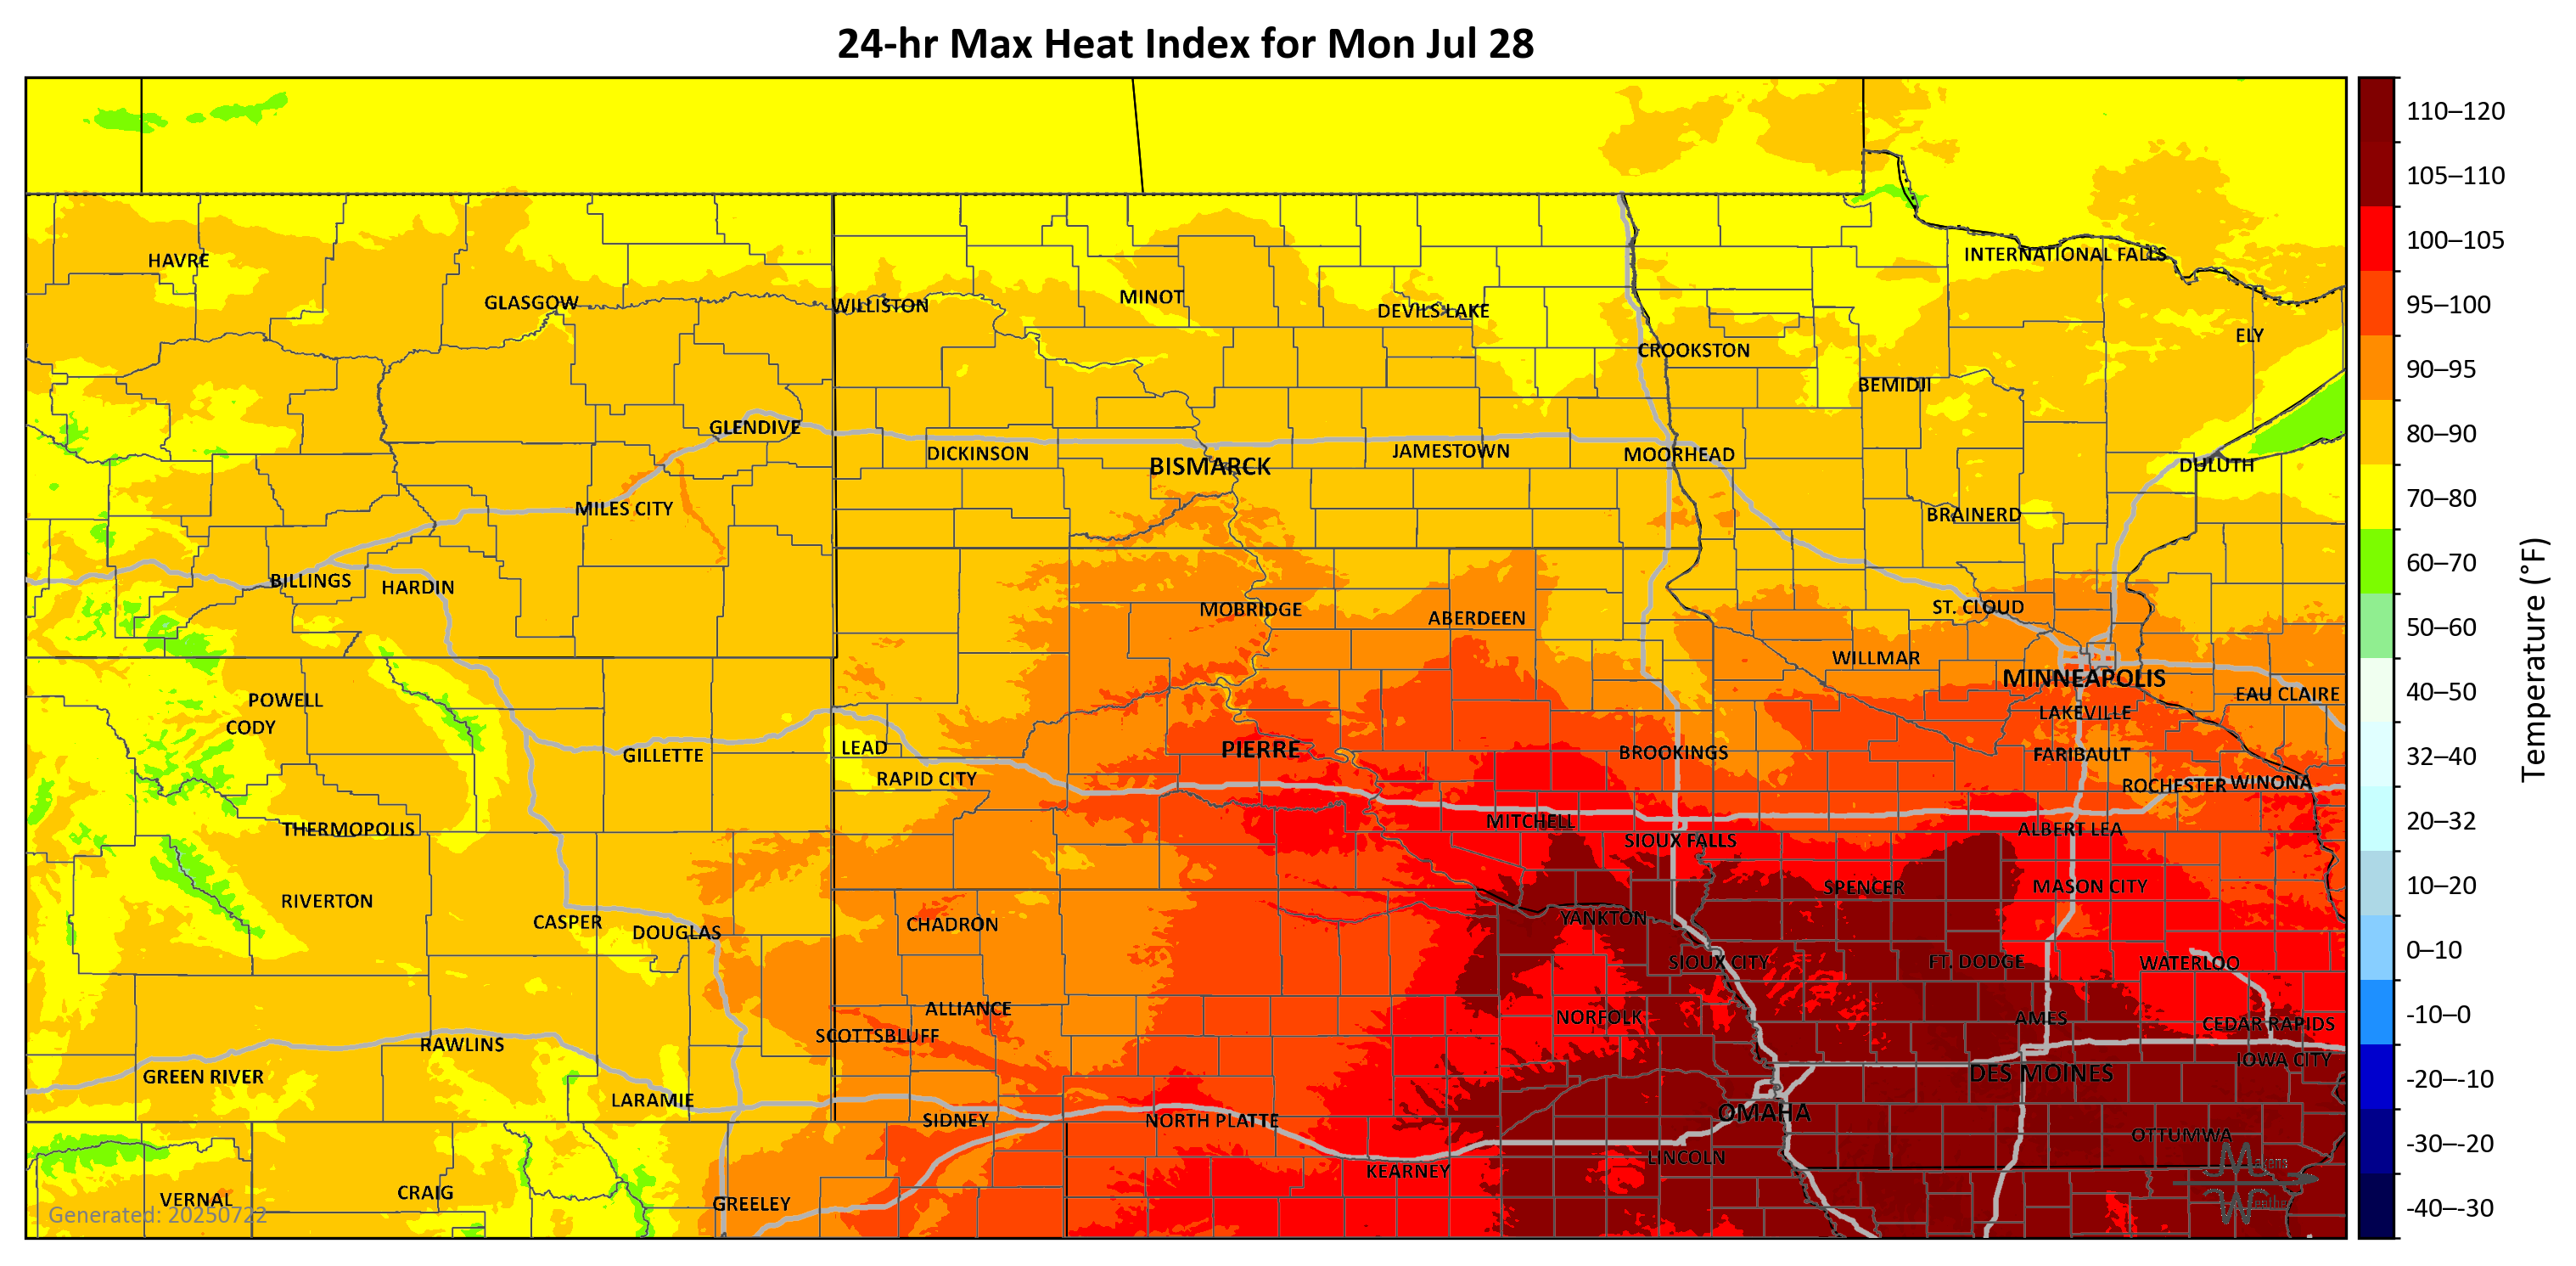 24-hr Max Heat Index for Mon Jul 28
110–120
105–110
100–105
95–100
90–95
80–90
70–80
60–70
50–60
40–50
32–40
20–32
10–20
0–10
-10–0
-20–-10
-30–-20
-40–-30
Temperature (°F)
HAVRE
INTERNATIONAL FALLS
GLASGOW
WILLISTON
MINOT
DEVILS LAKE
ELY
CROOKSTON
BEMIDJI
GLENDIVE
DICKINSON
BISMARCK
JAMESTOWN
MOORHEAD
DULUTH
MILES CITY
BRAINERD
BILLINGS
HARDIN
MOBRIDGE
ABERDEEN
ST. CLOUD
WILLMAR
MINNEAPOLIS
EAU CLAIRE
POWELL
CODY
LAKEVILLE
GILLETTE
LEAD
PIERRE
BROOKINGS
FARIBAULT
RAPID CITY
ROCHESTER
WINONA
THERMOPOLIS
MITCHELL
SIOUX FALLS
ALBERT LEA
RIVERTON
SPENCER
MASON CITY
CASPER
DOUGLAS
CHADRON
YANKTON
SIOUX CITY
FT. DODGE
WATERLOO
ALLIANCE
NORFOLK
AMES
CEDAR RAPIDS
SCOTTSBLUFF
RAWLINS
IOWA CITY
GREEN RIVER
DES MOINES
LARAMIE
SIDNEY
NORTH PLATTE
OMAHA
OTTUMWA
LINCOLN
KEARNEY
VERNAL
CRAIG
GREELEY
Makens
Weather
Generated: 20250722